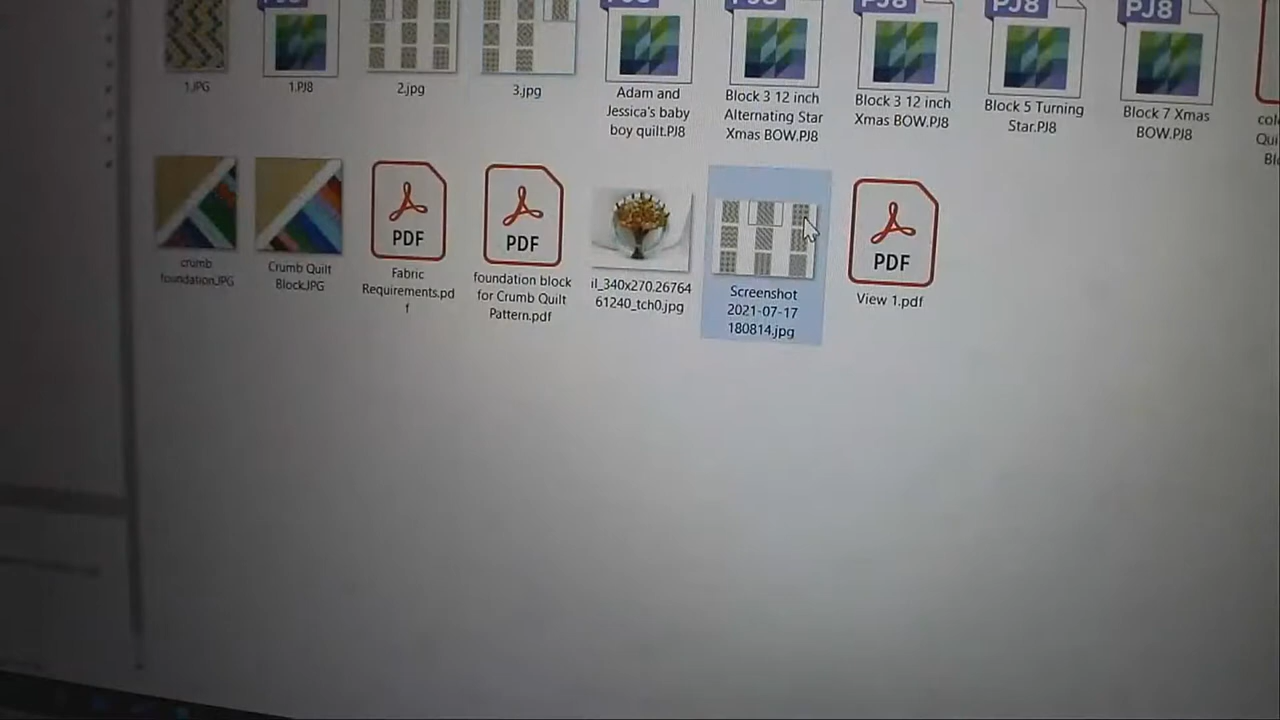 PJ8 PJ8 PJ8 PJ8 PJ8
1.JPG 1.PJ8 2.jpg 3.jpg
Adam and
Jessica's baby
boy quilt.PJ8
Block 3 12 inch
Alternating Star
Xmas BOW.PJ8
Block 3 12 inch
Xmas BOW.PJ8
Block 5 Turning
Star.PJ8
Block 7 Xmas
BOW.PJ8
crumb
foundation.JPG
Crumb Quilt
Block.JPG
PDF
Fabric
Requirements.pd
f
PDF
foundation block
for Crumb Quilt
Pattern.pdf
il_340x270.26764
61240_tch0.jpg
Screenshot
2021-07-17
180814.jpg
PDF
View 1.pdf